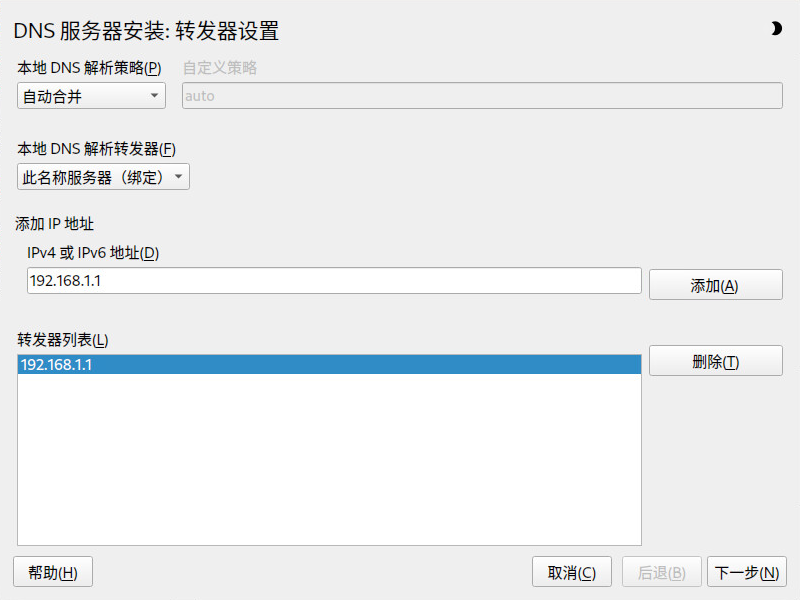 DNS 服务器安装: 转发器设置
本地 DNS 解析策略(P) 自定义策略
自动合并 auto
本地 DNS 解析转发器(F)
此名称服务器（绑定）
添加 IP 地址
IPv4 或 IPv6 地址(D)
192.168.1.1 添加(A)
转发器列表(L)
192.168.1.1 删除(T)
帮助(H) 取消(C) 后退(B) 下一步(N)